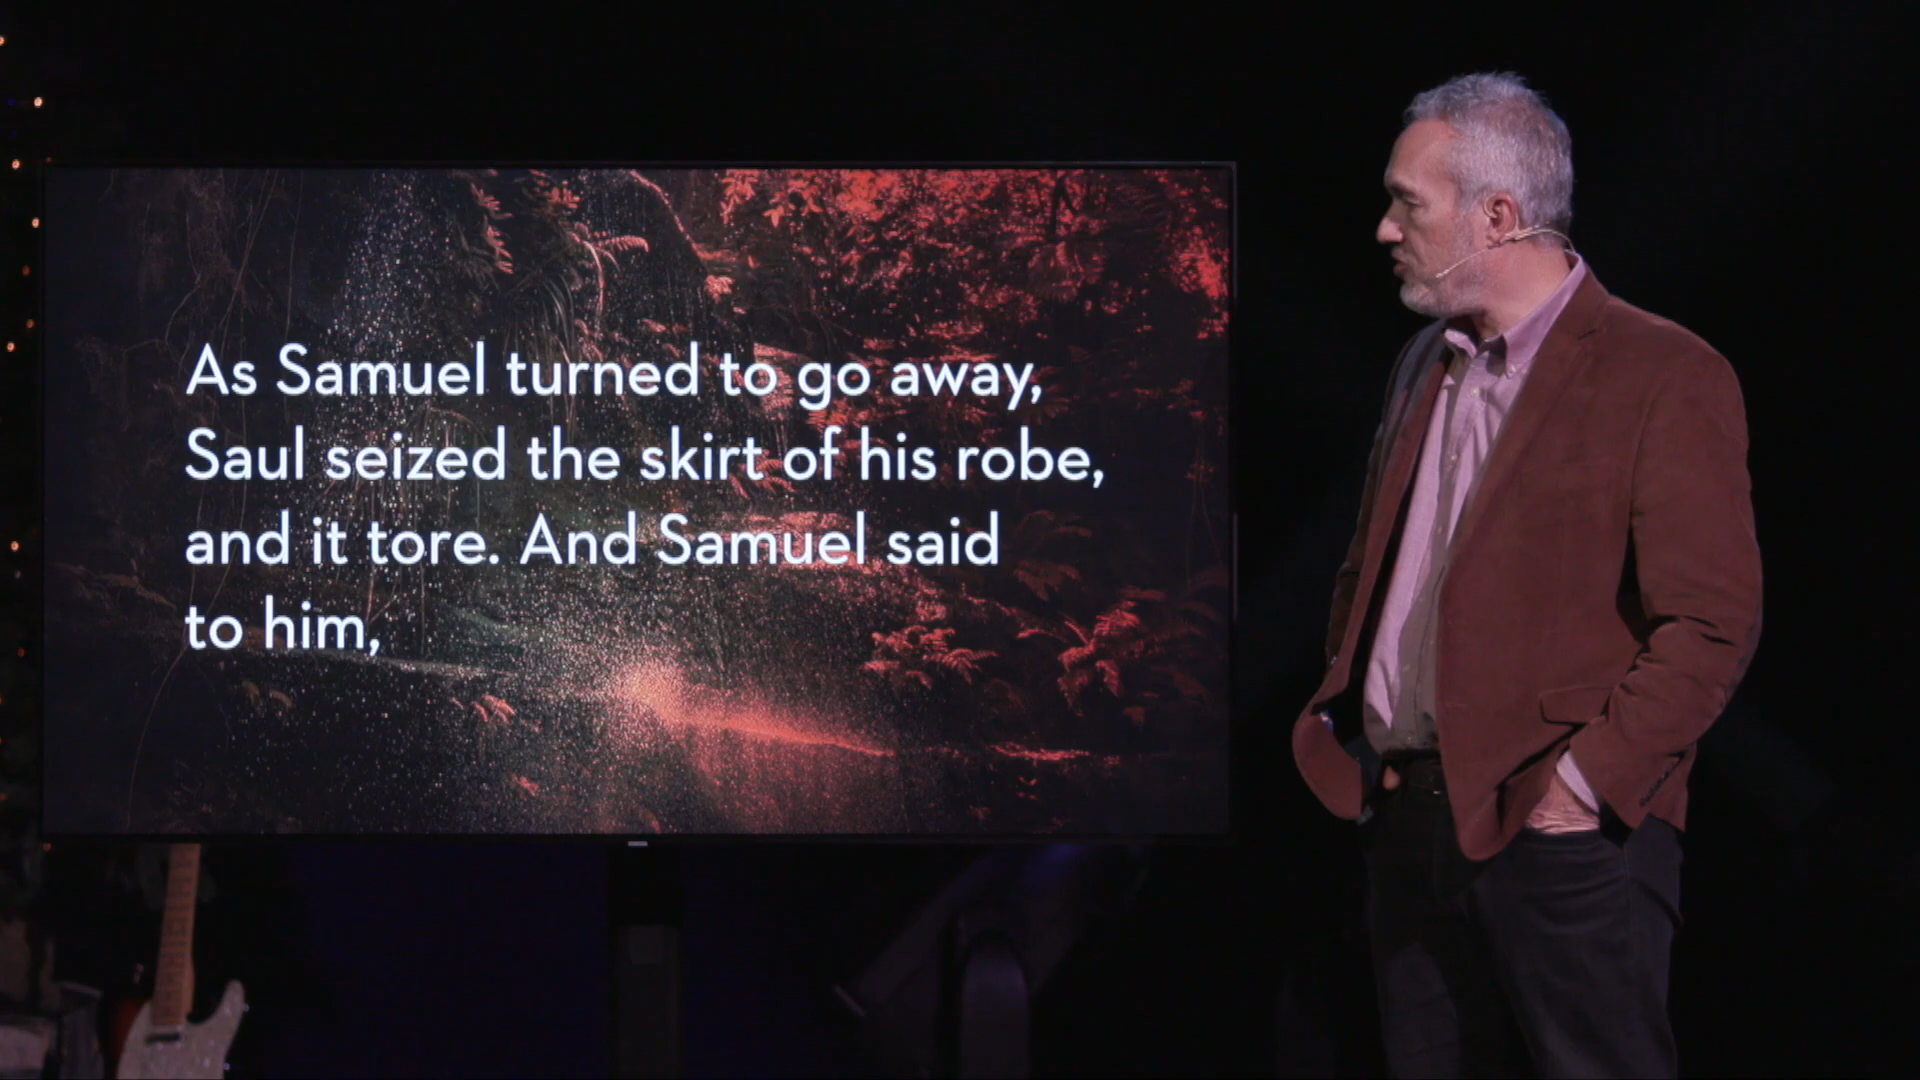 As Samuel turned to go away,
Saul seized the skirt of his robe,
and it tore. And Samuel said
to him,